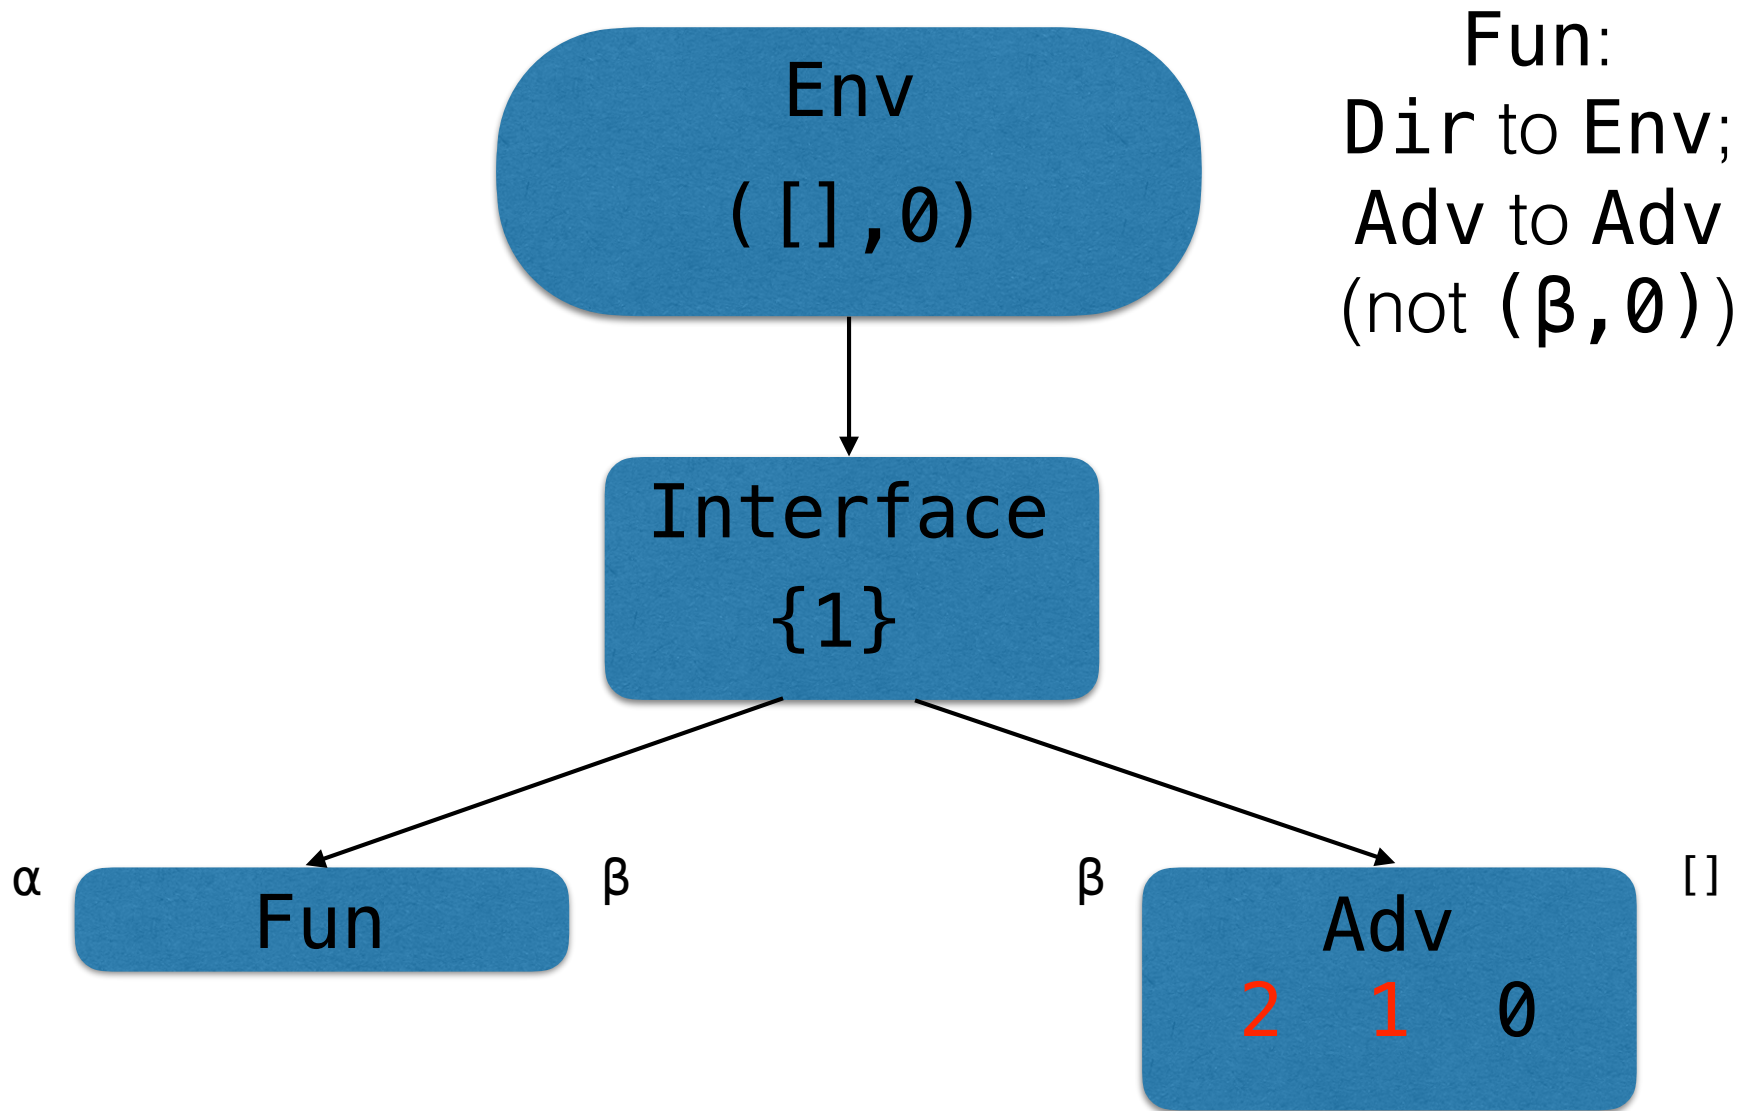 Env
([],0)
Fun:
Dir to Env;
Adv to Adv
(not (β,0))
Interface
{1}
α
Fun
β
β
Adv
2 1 0
[]